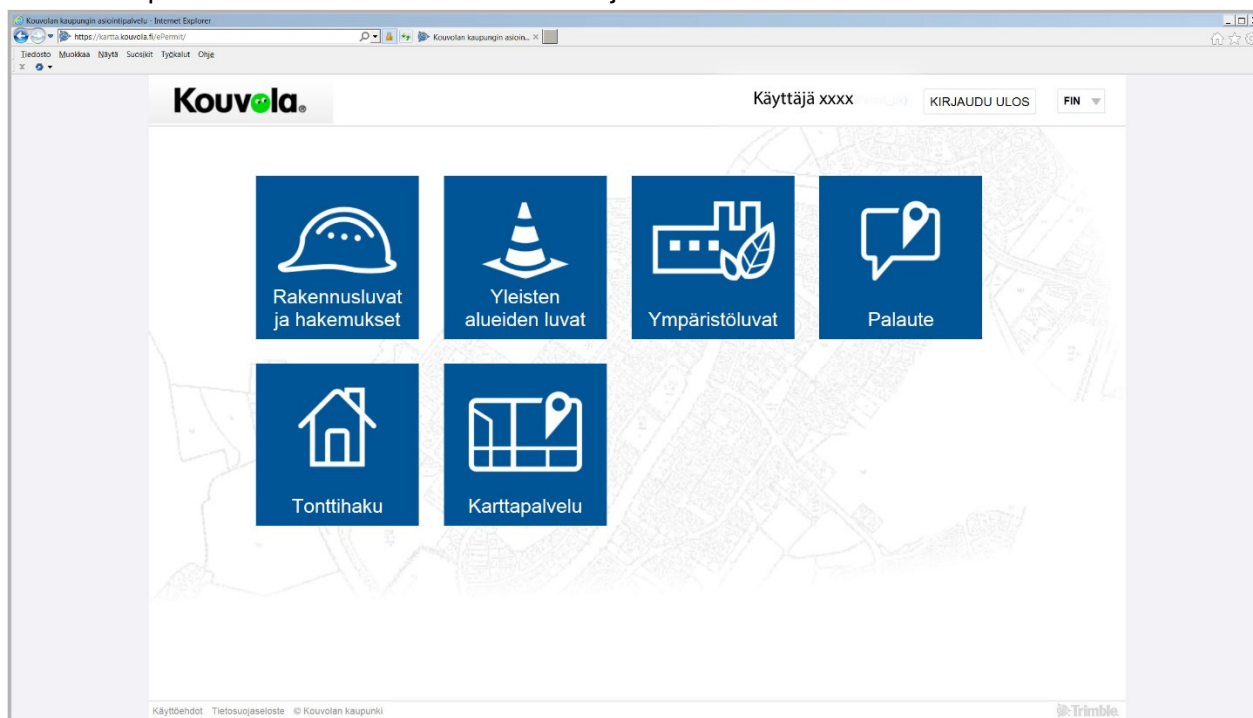 Kouvolan kaupungin asiointipalvelu - Internet Explorer
https://kartta.kouvola.fi/ePermit/
Kouvolan kaupungin asioin...
Tiedosto Muokkaa Näytä Suosikit Työkalut Ohje
Kouvola®
Käyttäjä xxxx
KIRJAUDU ULOS
FIN
Rakennusluvat
ja hakemukset
Yleisten
alueiden luvat
Ympäristöluvat
Palaute
Tonttihaku
Karttapalvelu
Käyttöehdot Tietosuojaseloste © Kouvolan kaupunki
Trimble.